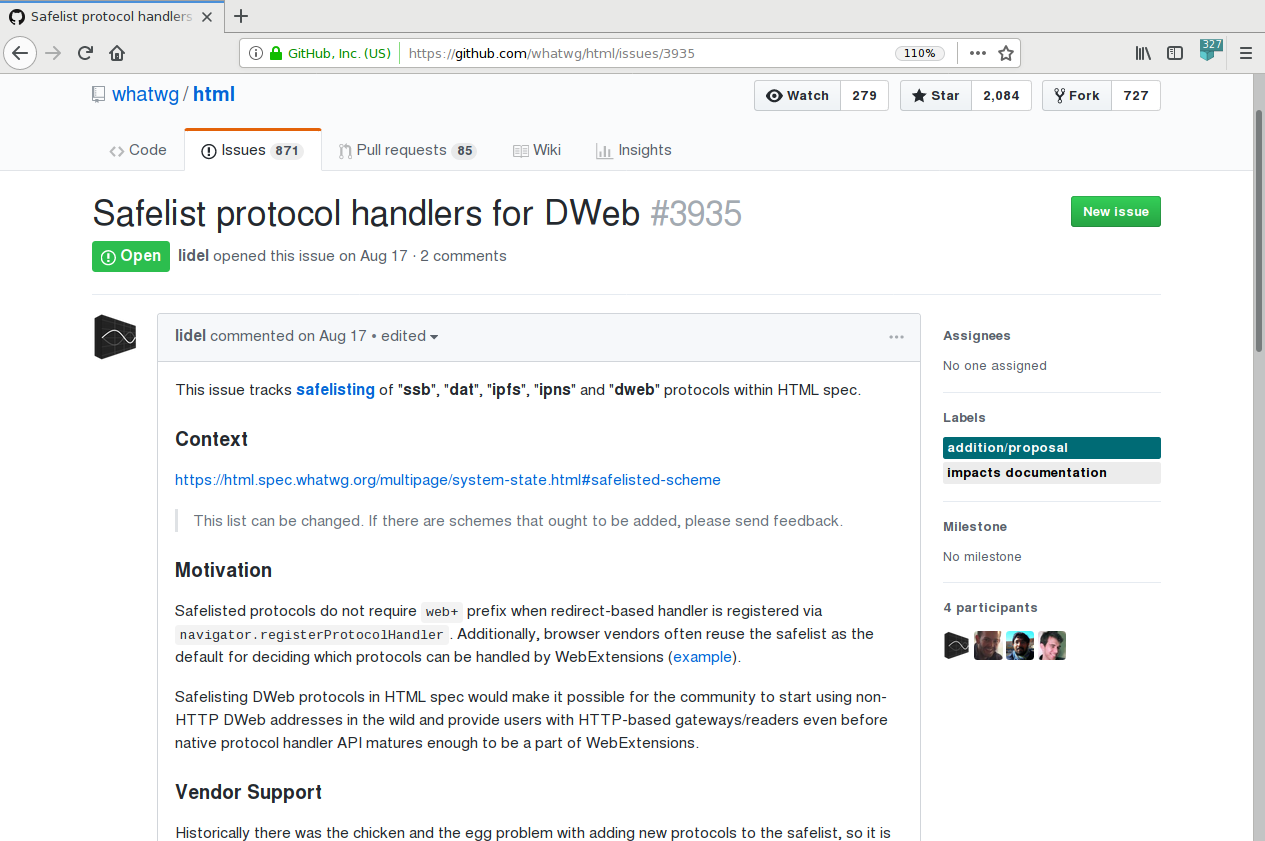 Safelist protocol handlers
GitHub, Inc. (US) https://github.com/whatwg/html/issues/3935 110%
327
whatwg / html
Watch 279 Star 2,084 Fork 727
Code Issues 871 Pull requests 85 Wiki Insights
Safelist protocol handlers for DWeb #3935
New issue
Open lidel opened this issue on Aug 17 · 2 comments
lidel commented on Aug 17 • edited
This issue tracks safelisting of "ssb", "dat", "ipfs", "ipns" and "dweb" protocols within HTML spec.
Context
https://html.spec.whatwg.org/multipage/system-state.html#safelisted-scheme
This list can be changed. If there are schemes that ought to be added, please send feedback.
Motivation
Safelisted protocols do not require web+ prefix when redirect-based handler is registered via
navigator.registerProtocolHandler . Additionally, browser vendors often reuse the safelist as the
default for deciding which protocols can be handled by WebExtensions (example).
Safelisting DWeb protocols in HTML spec would make it possible for the community to start using non-
HTTP DWeb addresses in the wild and provide users with HTTP-based gateways/readers even before
native protocol handler API matures enough to be a part of WebExtensions.
Vendor Support
Historically there was the chicken and the egg problem with adding new protocols to the safelist, so it is
Assignees
No one assigned
Labels
addition/proposal
impacts documentation
Milestone
No milestone
4 participants